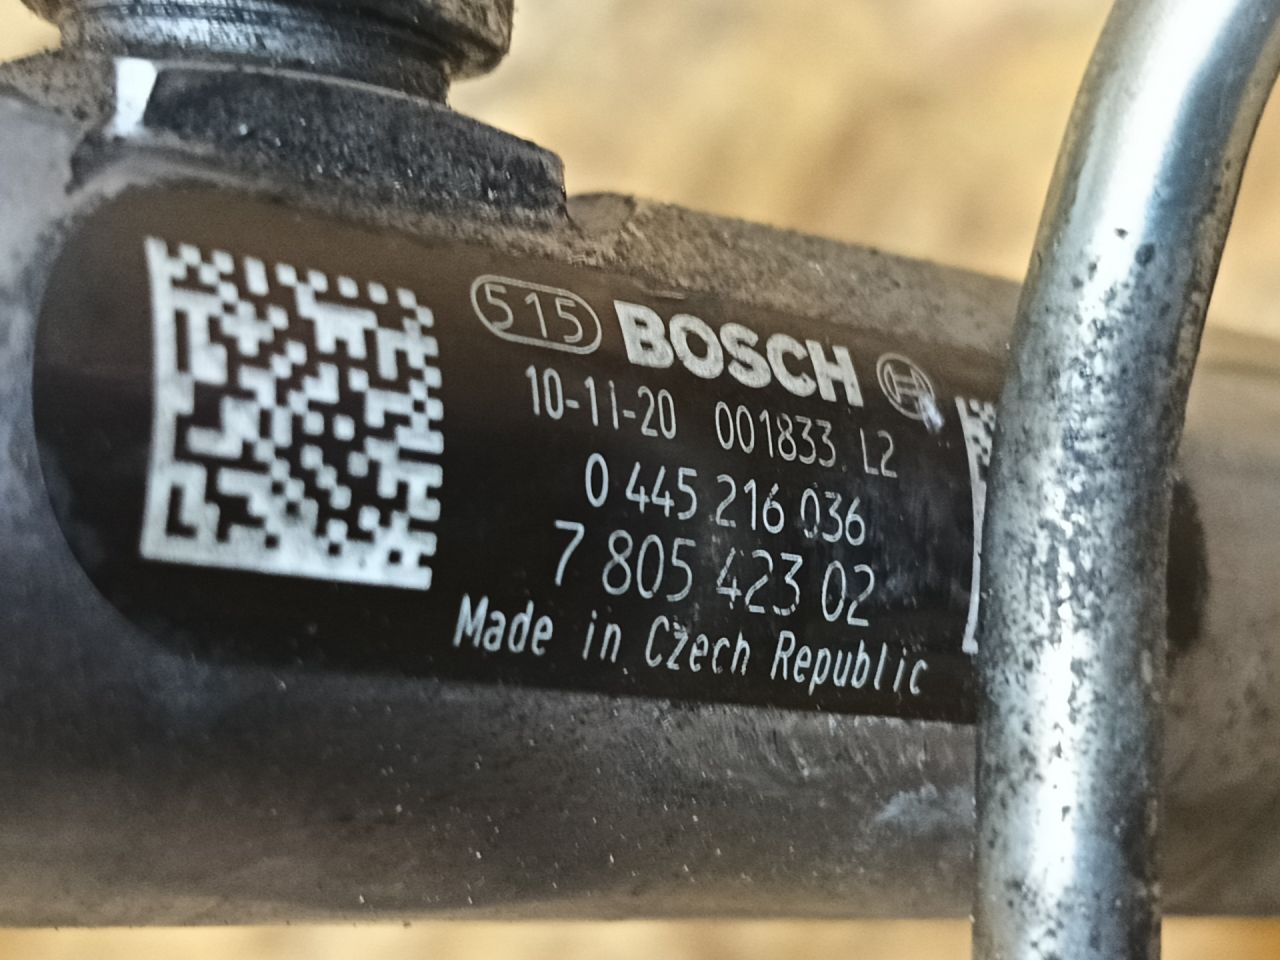 515 BOSCH
10-11-20 001833 L2
0 445 216 036
7 805 423 02
Made in Czech Republic